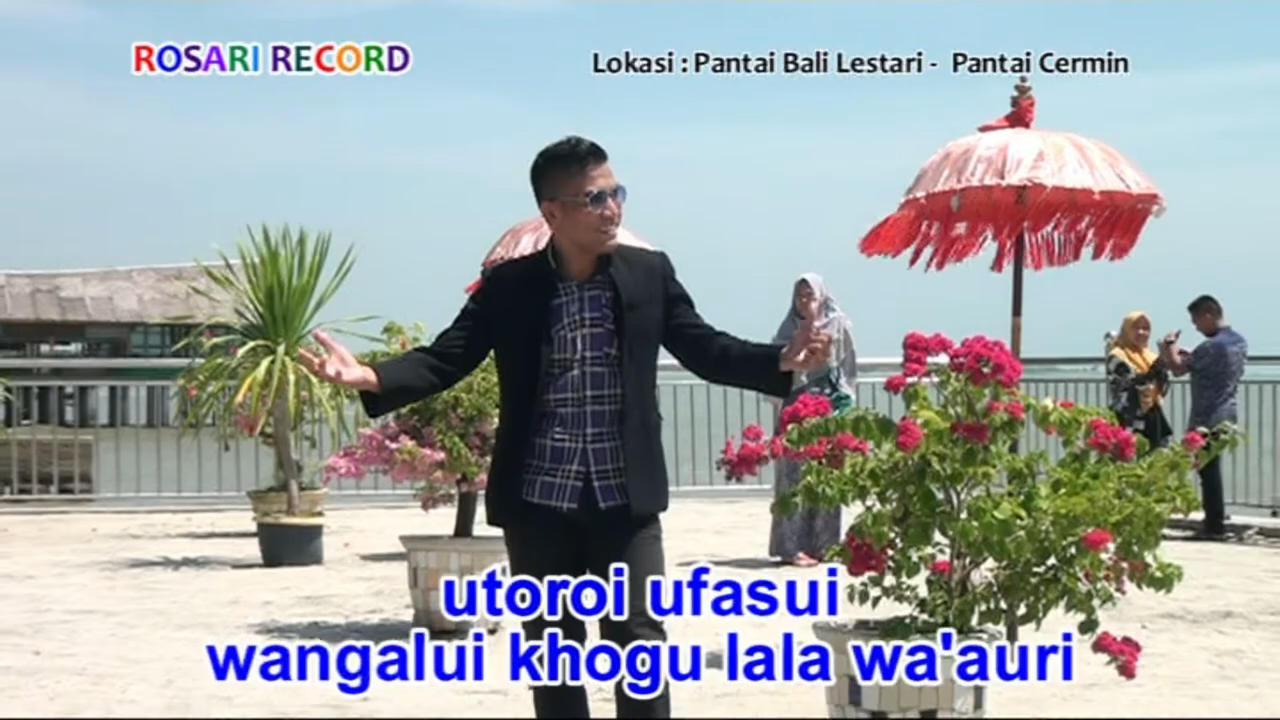 ROSARI RECORD
Lokasi : Pantai Bali Lestari -  Pantai Cermin
utoroi ufasui
wangalui khogu lala wa'auri